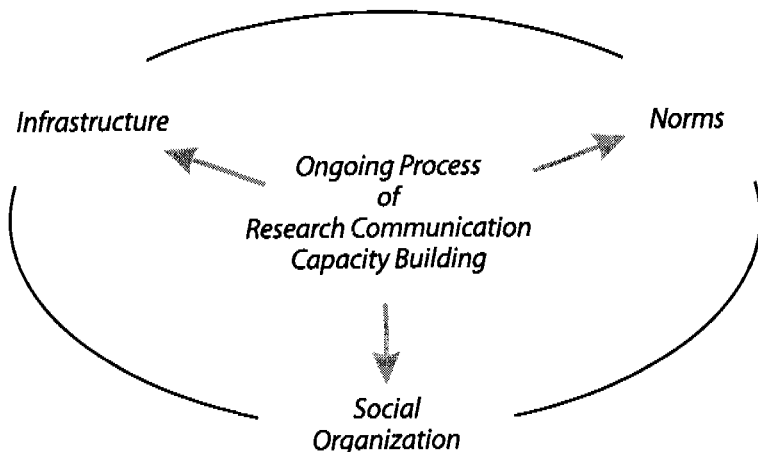 Infrastructure
Norms
Ongoing Process
of
Research Communication
Capacity Building
Social
Organization